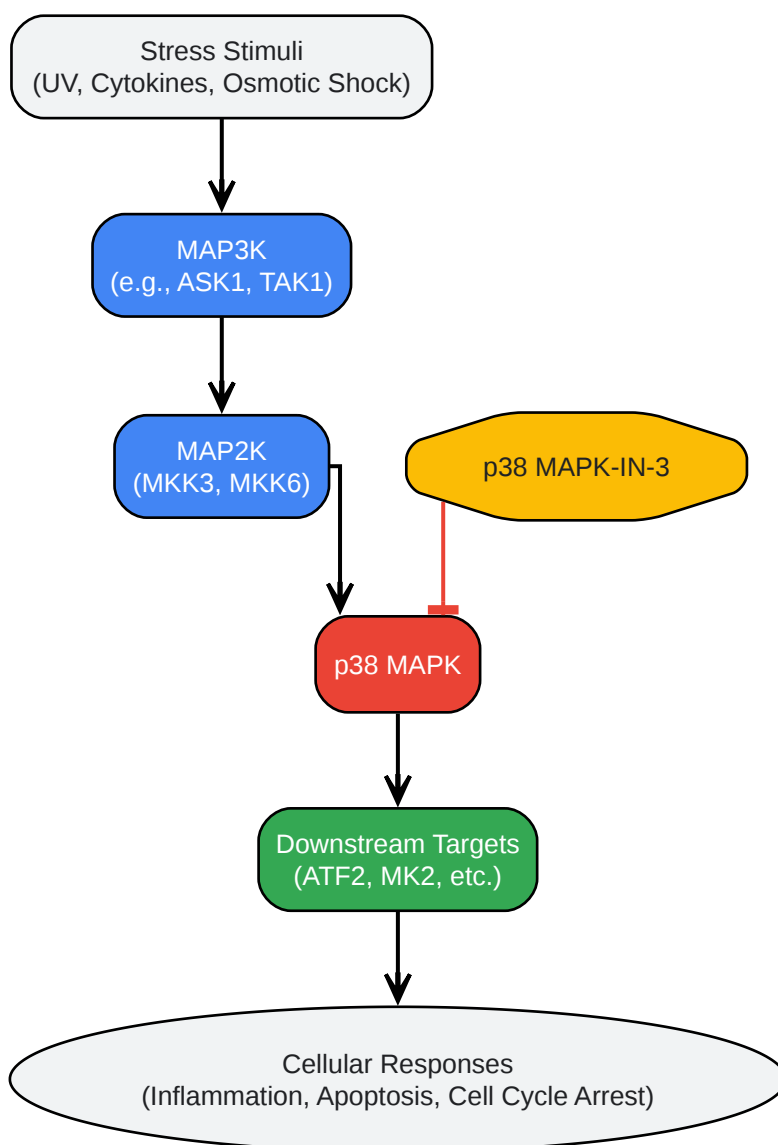 Stress Stimuli
(UV, Cytokines, Osmotic Shock)
MAP3K
(e.g., ASK1, TAK1)
MAP2K
(MKK3, MKK6)
p38 MAPK-IN-3
p38 MAPK
Downstream Targets
(ATF2, MK2, etc.)
Cellular Responses
(Inflammation, Apoptosis, Cell Cycle Arrest)